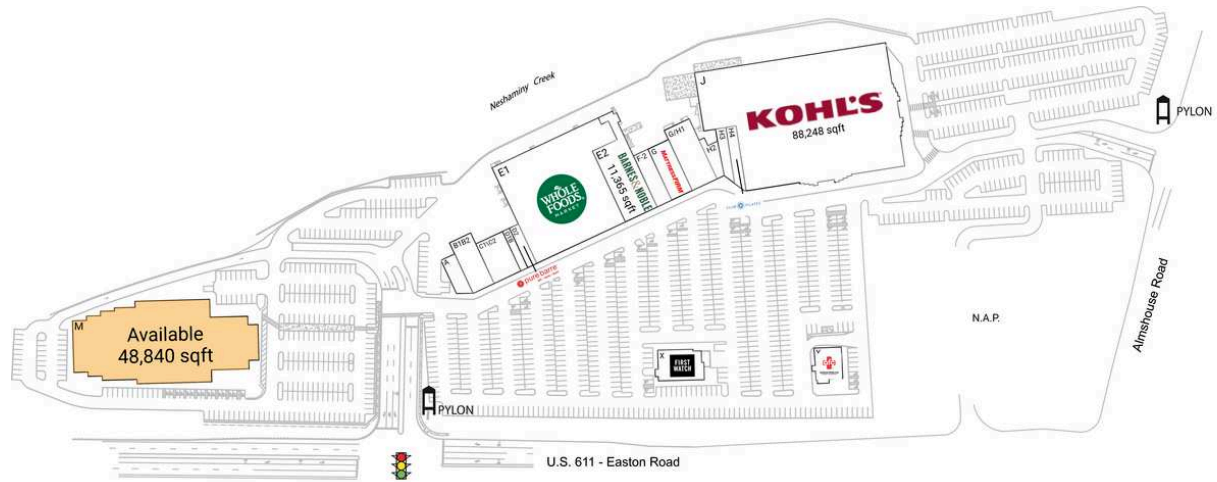 Neshaminy Creek
J
KOHL'S
88,248 sqft
PYLON
G/H1
H2
H3
H4
E1
WHOLE
FOODS
MARKET
E2
11,365 sqft
BARNES & NOBLE
G
MATTRESS FIRM
B1B2
C1\C2
A
pure barre
M
Available
48,840 sqft
X
FIRST
WATCH
N.A.P.
Almshouse Road
PYLON
U.S. 611 - Easton Road